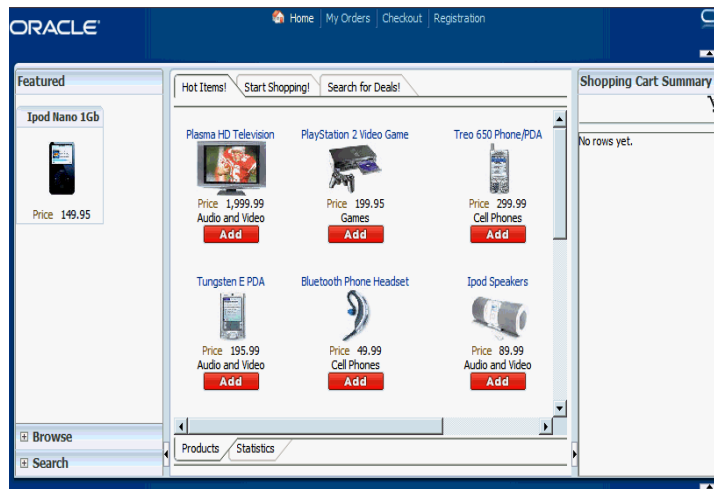 ORACLE
Home My Orders Checkout Registration
Featured
Ipod Nano 1Gb
Price 149.95
Browse
Search
Hot Items! Start Shopping! Search for Deals!
Plasma HD Television PlayStation 2 Video Game Treo 650 Phone/PDA
Price 1,999.99 Price 199.95 Price 299.99
Audio and Video Games Cell Phones
Add Add Add
Tungsten E PDA Bluetooth Phone Headset Ipod Speakers
Price 195.99 Price 49.99 Price 89.99
Audio and Video Cell Phones Audio and Video
Add Add Add
Products Statistics
Shopping Cart Summary
No rows yet.